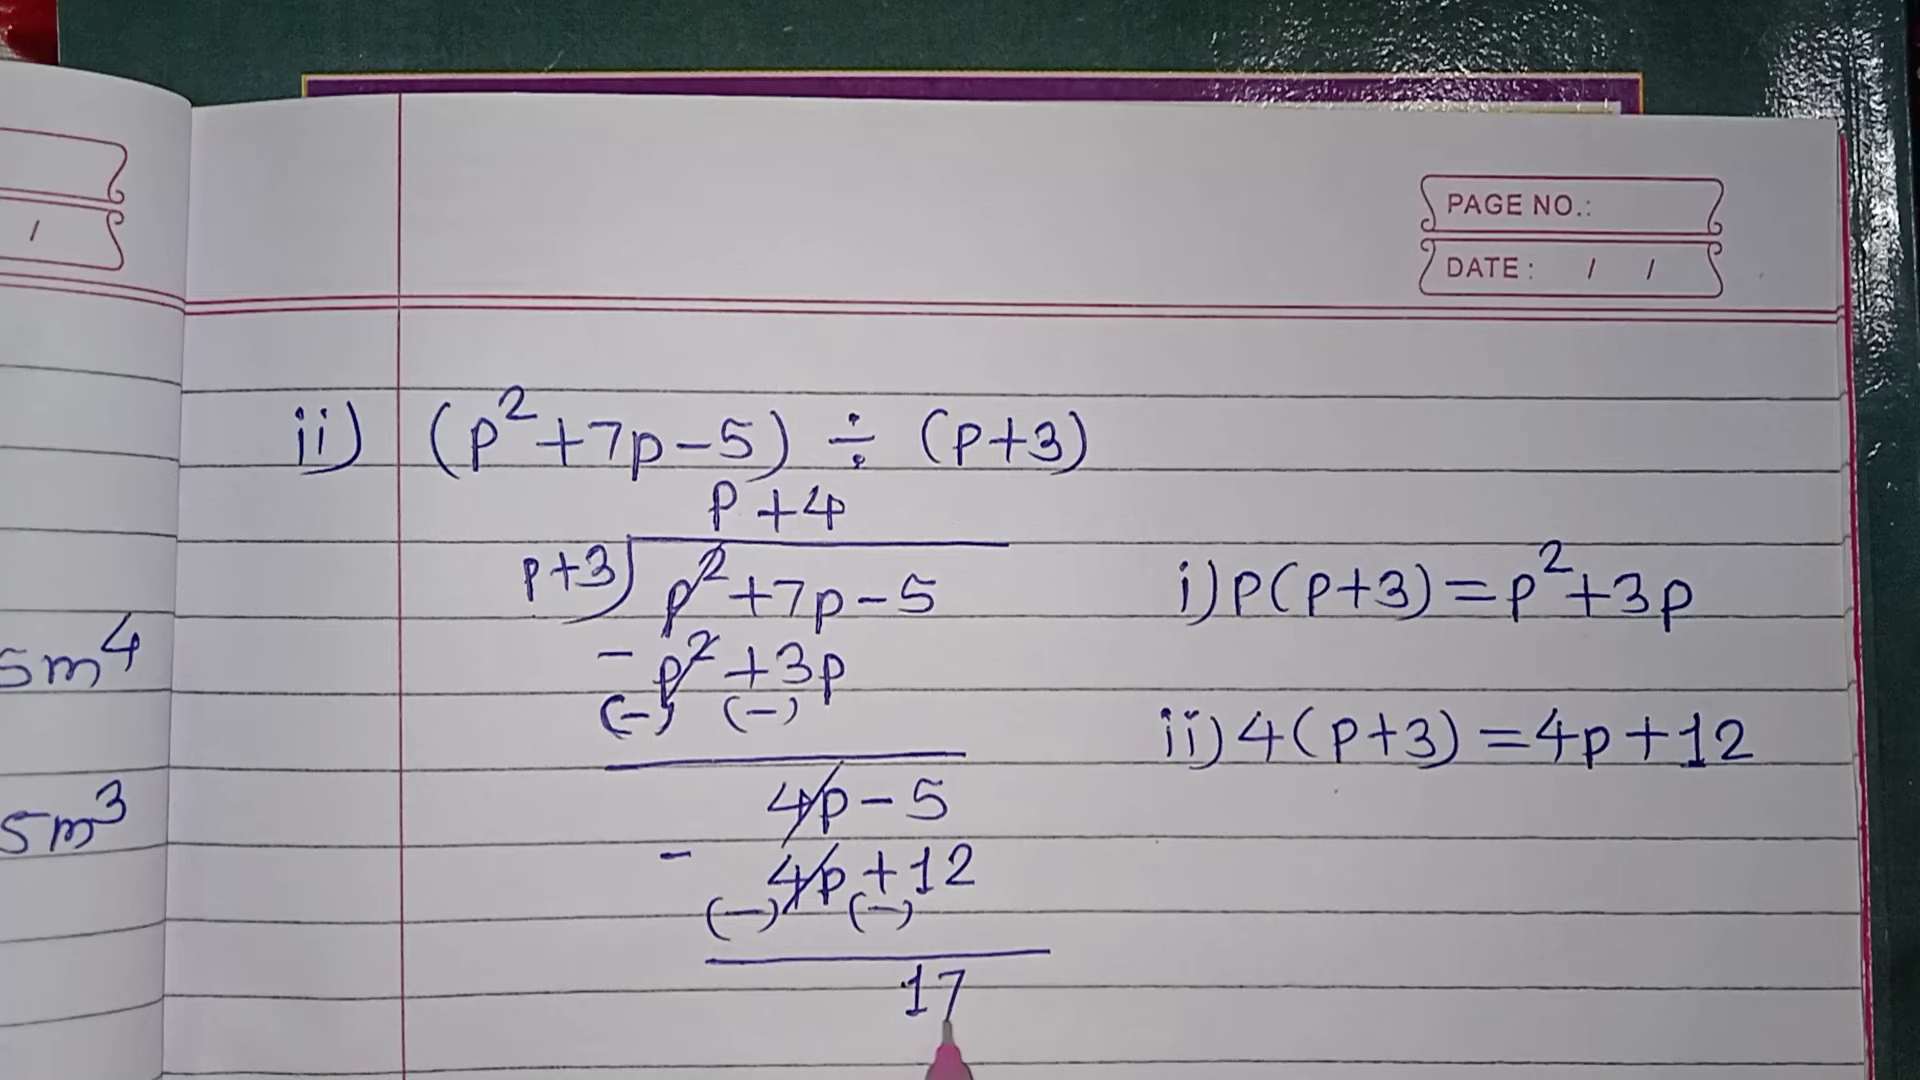 PAGE NO.:
/
DATE : / /
ii) (p²+7p-5) ÷ (p+3)
p+4
p+3) p²+7p-5
i) p(p+3)=p²+3p
5m⁴
- p²+3p
(-) (-)
ii) 4(p+3)=4p+12
4p-5
5m³
- 4p+12
(-) (-)
17